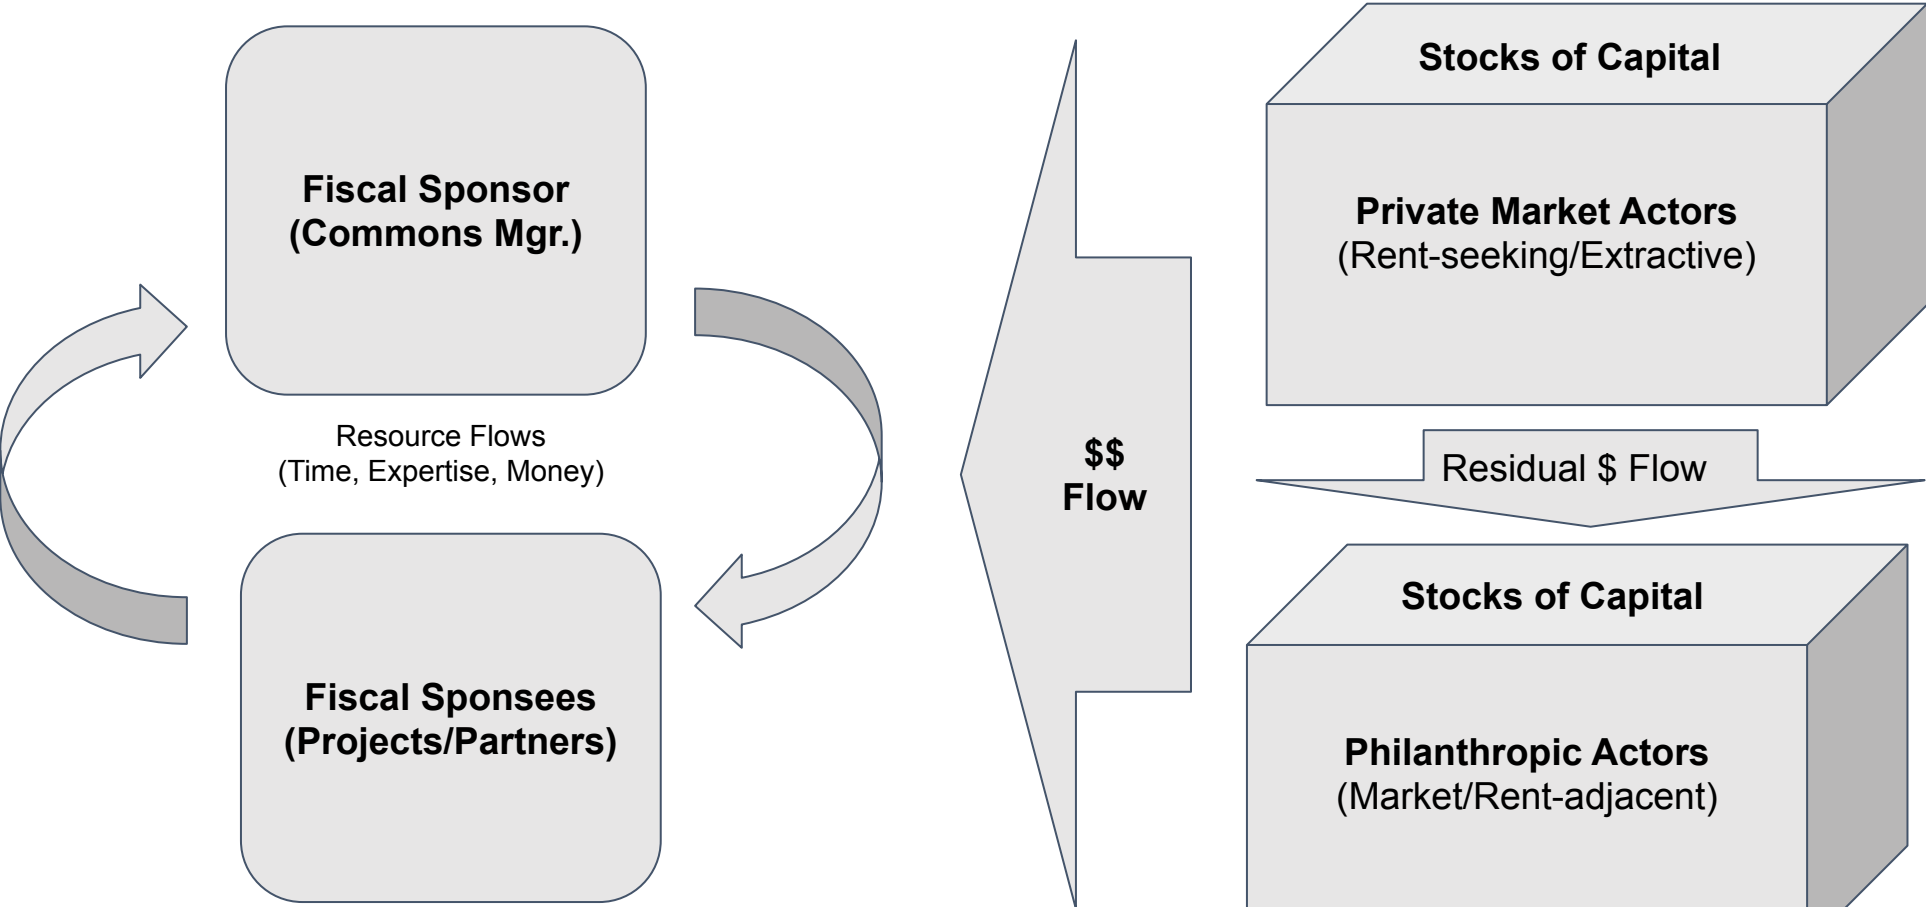 Fiscal Sponsor
(Commons Mgr.)
Resource Flows
(Time, Expertise, Money)
Fiscal Sponsees
(Projects/Partners)
$$
Flow
Stocks of Capital
Private Market Actors
(Rent-seeking/Extractive)
Residual $ Flow
Stocks of Capital
Philanthropic Actors
(Market/Rent-adjacent)